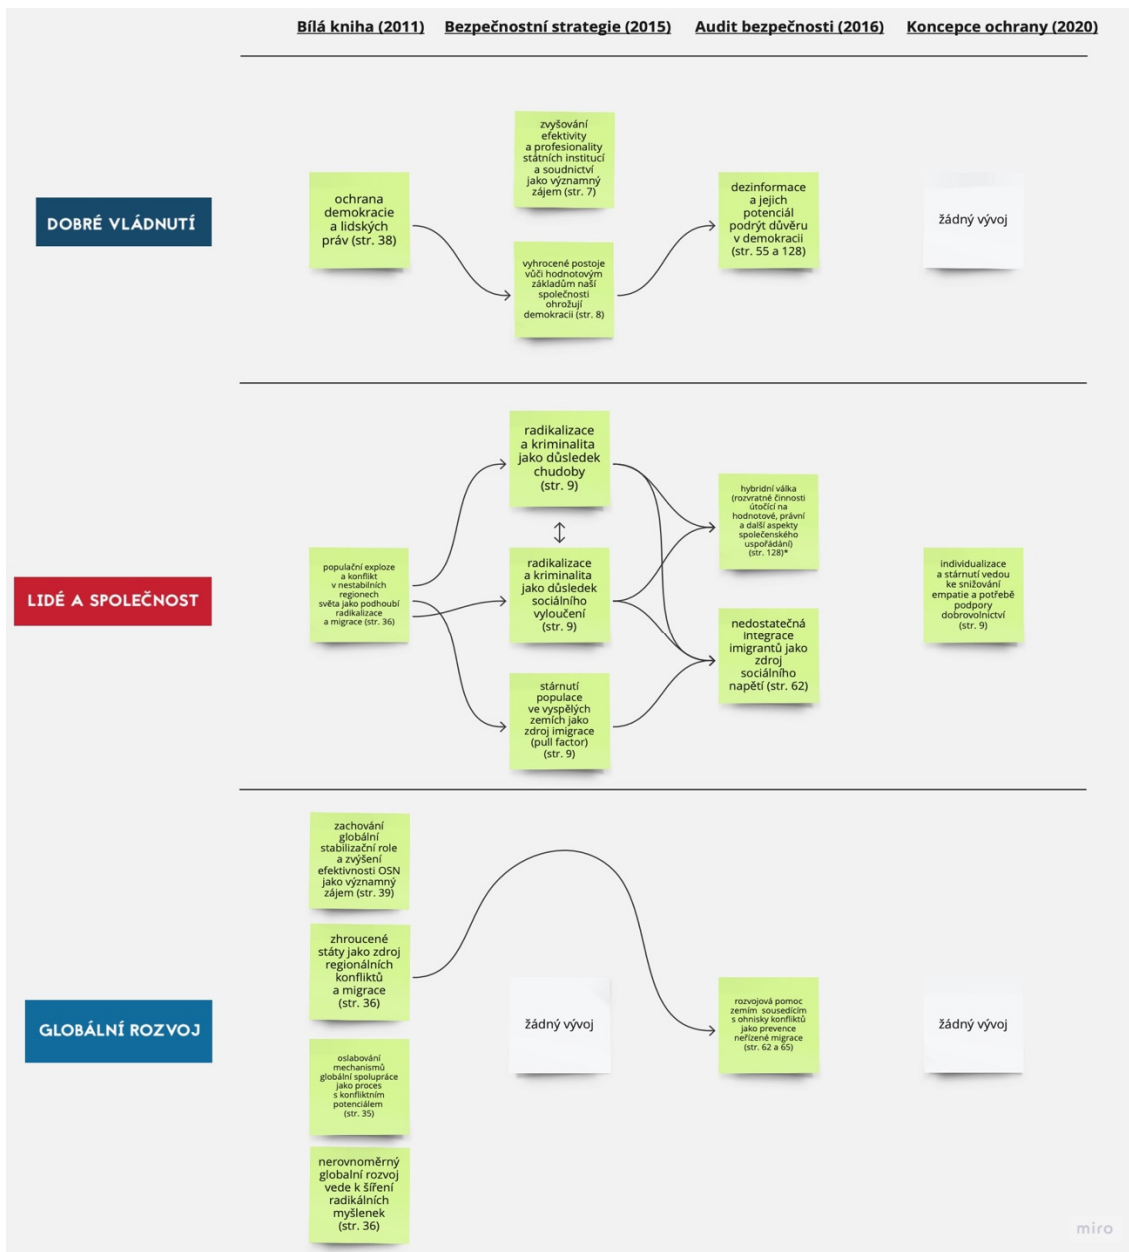 Bílá kniha (2011)
Bezpečnostní strategie (2015)
Audit bezpečnosti (2016)
Koncepce ochrany (2020)
DOBRÉ VLÁDNUTÍ
ochrana
demokracie
a lidských
práv (str. 38)
zvyšování
efektivity
a profesionality
státních institucí
a soudnictví
jako významný
zájem (str. 7)
vyhrocené postoje
vůči hodnotovým
základům naší
společnosti
ohrožují
demokracii (str. 8)
dezinformace
a jejich
potenciál
podrýt důvěru
v demokracii
(str. 55 a 128)
žádný vývoj
LIDÉ A SPOLEČNOST
populační exploze
a konflikt
v nestabilních
regionech
světa jako podhoubí
radikalizace
a migrace (str. 36)
radikalizace
a kriminalita
jako důsledek
chudoby
(str. 9)
radikalizace
a kriminalita
jako důsledek
sociálního
vyloučení
(str. 9)
stárnutí
populace
ve vyspělých
zemích jako
zdroj imigrace
(pull factor)
(str. 9)
hybridní válka
(rozvratné činnosti
útočící na
hodnotové, právní
a další aspekty
společenského
uspořádání)
(str. 128)*
nedostatečná
integrace
imigrantů jako
zdroj
sociálního
napětí (str. 62)
individualizace
a stárnutí vedou
ke snižování
empatie a potřebě
podpory
dobrovolnictví
(str. 9)
GLOBÁLNÍ ROZVOJ
zachování
globální
stabilizační role
a zvýšení
efektivnosti OSN
jako významný
zájem (str. 39)
zhroucené
státy jako zdroj
regionálních
konfliktů
a migrace
(str. 36)
oslabování
mechanismů
globální spolupráce
jako proces
s konfliktním
potenciálem
(str. 35)
nerovnoměrný
globalní rozvoj
vede k šíření
radikálních
myšlenek
(str. 36)
žádný vývoj
rozvojová pomoc
zemím sousedícím
s ohnisky konfliktů
jako prevence
neřízené migrace
(str. 62 a 65)
žádný vývoj
miro